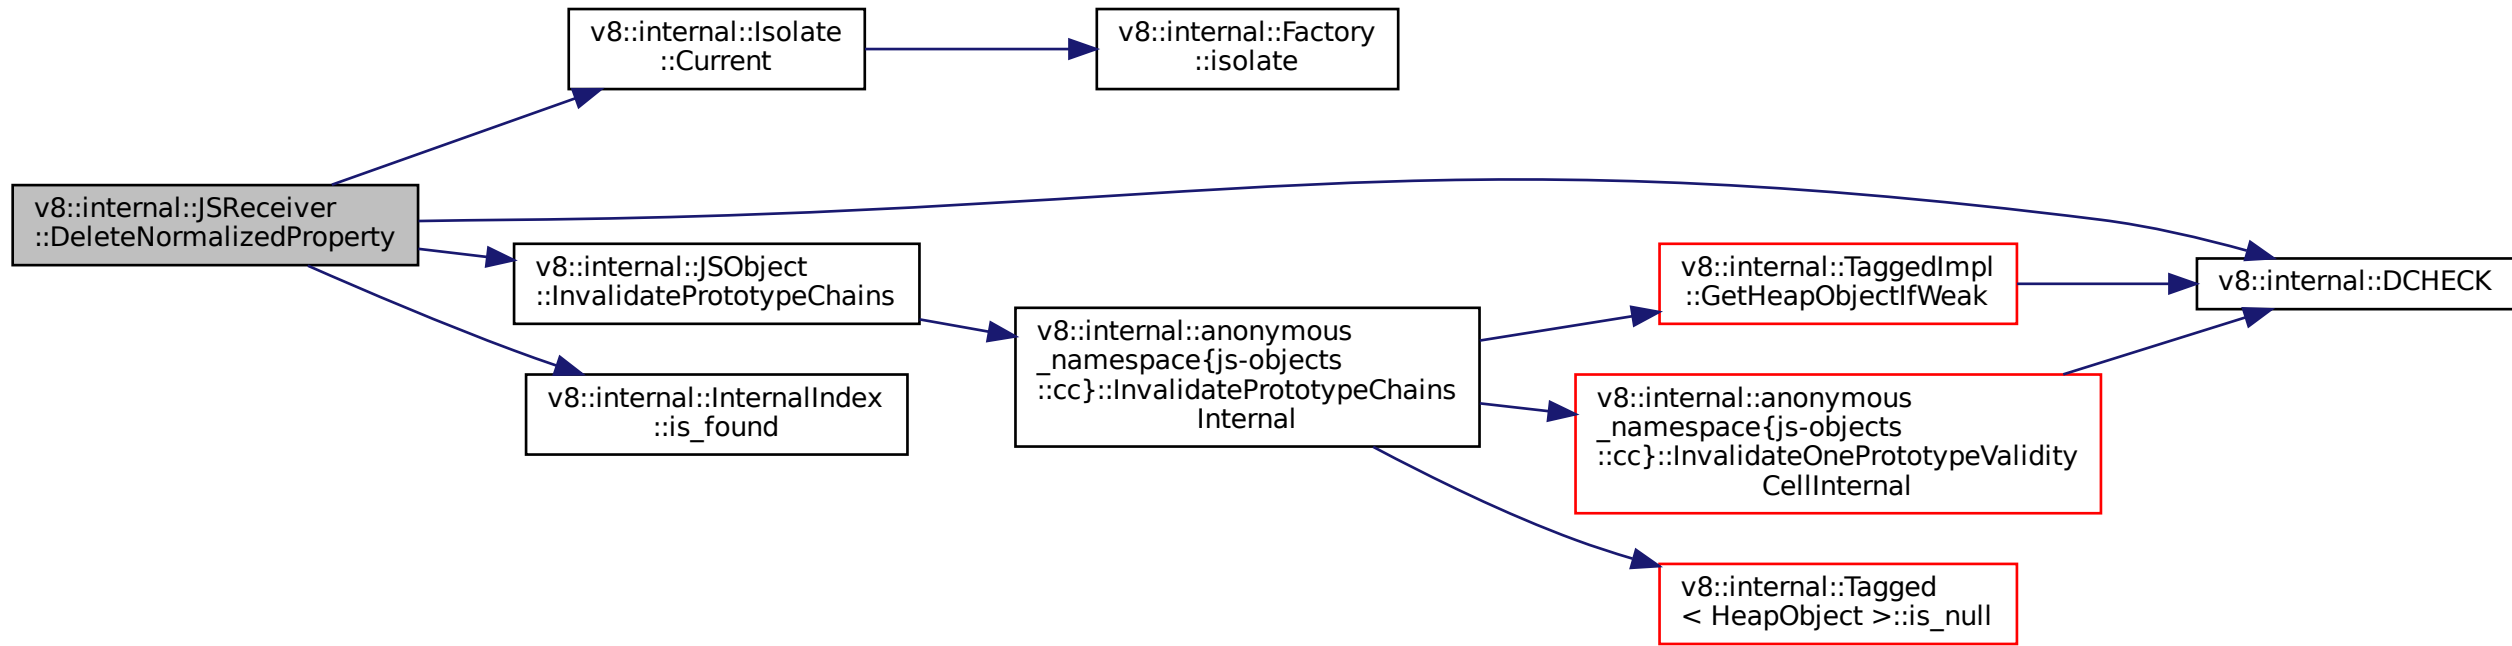 v8::internal::Isolate
::Current
v8::internal::Factory
::isolate
v8::internal::JSReceiver
::DeleteNormalizedProperty
v8::internal::JSObject
::InvalidatePrototypeChains
v8::internal::TaggedImpl
::GetHeapObjectIfWeak
v8::internal::DCHECK
v8::internal::anonymous
_namespace{js-objects
::cc}::InvalidatePrototypeChains
Internal
v8::internal::InternalIndex
::is_found
v8::internal::anonymous
_namespace{js-objects
::cc}::InvalidateOnePrototypeValidity
CellInternal
v8::internal::Tagged
< HeapObject >::is_null